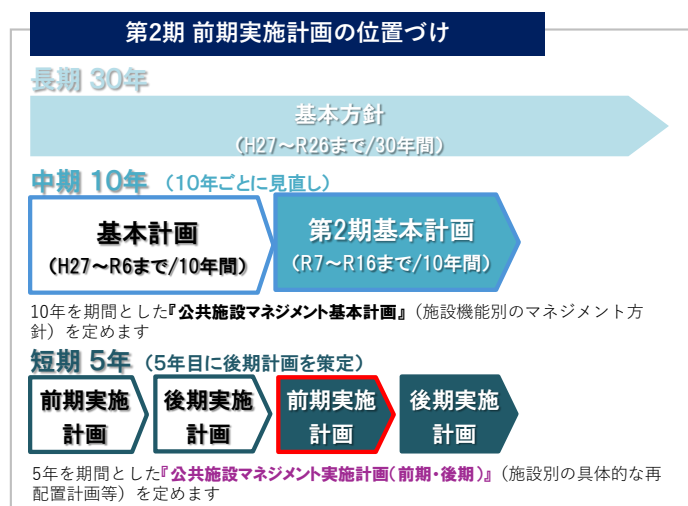 第2期 前期実施計画の位置づけ
長期 30年
基本方針
(H27~R26まで/30年間)
中期 10年 (10年ごとに見直し)
基本計画
(H27~R6まで/10年間)
第2期基本計画
(R7~R16まで/10年間)
10年を期間とした『公共施設マネジメント基本計画』(施設機能別のマネジメント方
針)を定めます
短期 5年 (5年目に後期計画を策定)
前期実施
計画
後期実施
計画
前期実施
計画
後期実施
計画
5年を期間とした『公共施設マネジメント実施計画(前期・後期)』(施設別の具体的な再
配置計画等)を定めます